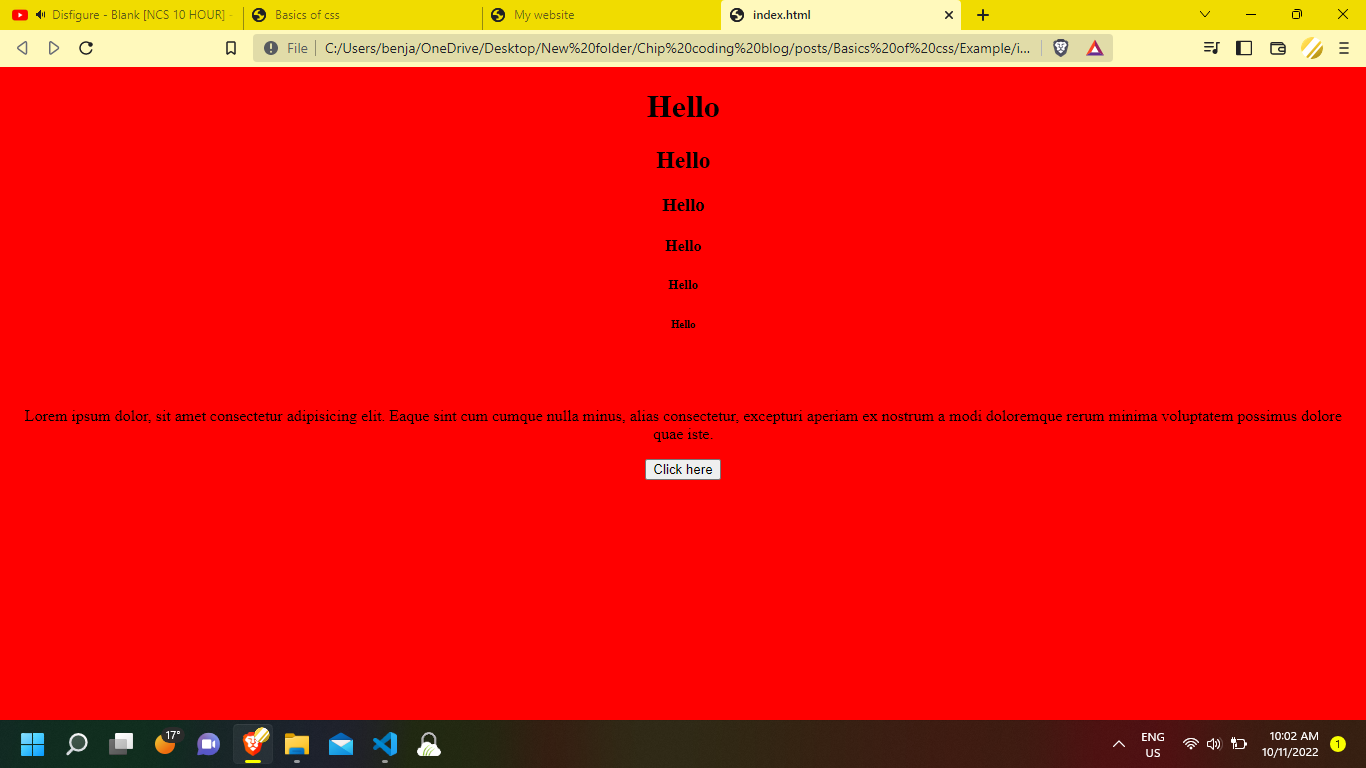 Disfigure - Blank [NCS 10 HOUR] -
Basics of css
My website
index.html
File
C:/Users/benja/OneDrive/Desktop/New%20folder/Chip%20coding%20blog/posts/Basics%20of%20css/Example/i...
Hello
Hello
Hello
Hello
Hello
Hello
Lorem ipsum dolor, sit amet consectetur adipisicing elit. Eaque sint cum cumque nulla minus, alias consectetur, excepturi aperiam ex nostrum a modi doloremque rerum minima voluptatem possimus dolore
quae iste.
Click here
17°
ENG
US
10:02 AM
10/11/2022
1